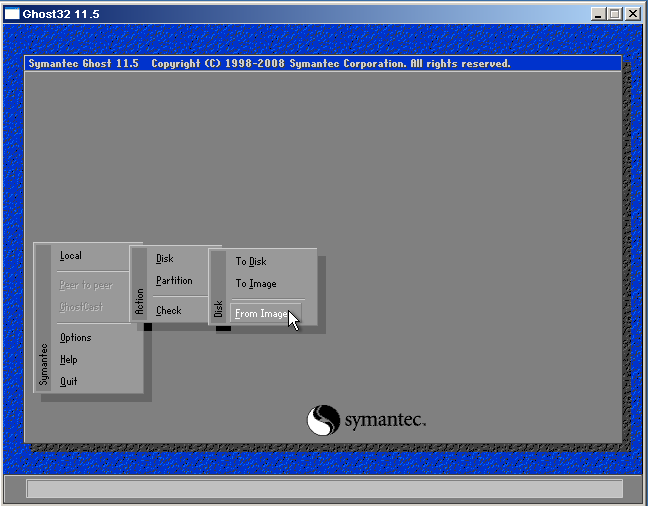 Ghost32 11.5
Symantec Ghost 11.5 Copyright (C) 1998-2008 Symantec Corporation. All rights reserved.
Symantec
Local
Peer to peer
GhostCast
Options
Help
Quit
Action
Disk
Partition
Check
Disk
To Disk
To Image
From Image
symantec.